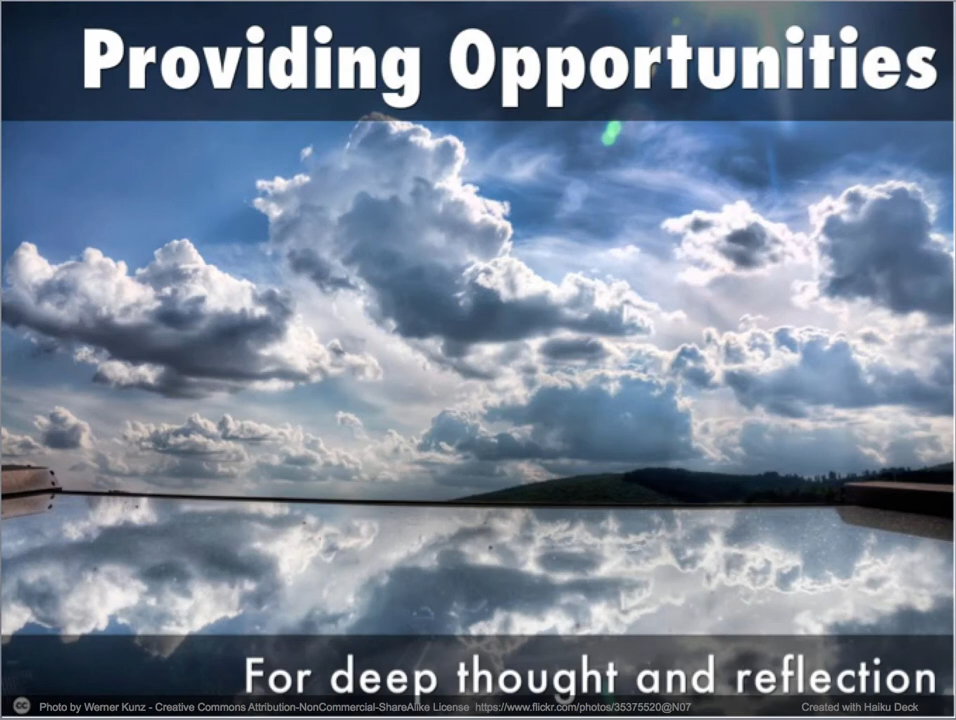 Providing Opportunities
For deep thought and reflection
cc Photo by Werner Kunz - Creative Commons Attribution-NonCommercial-ShareAlike License https://www.flickr.com/photos/35375520@N07 Created with Haiku Deck